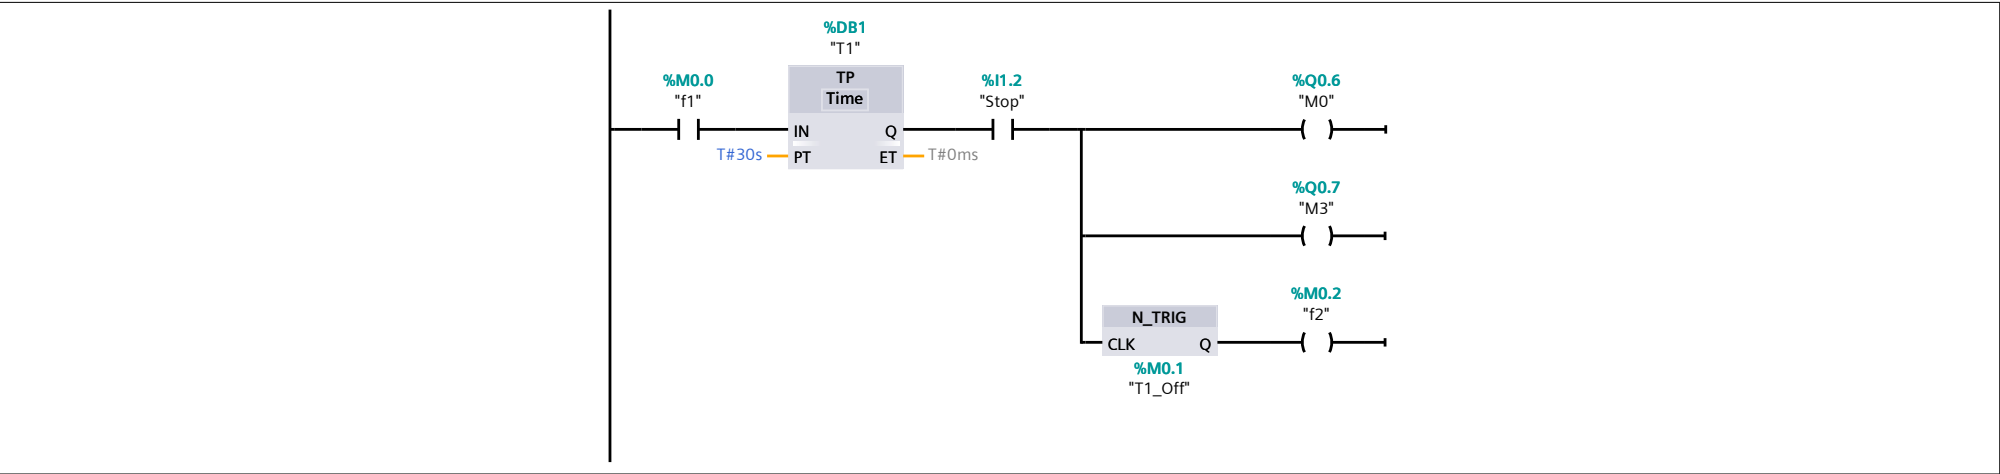 %DB1
"T1"
%M0.0
"f1"
TP
Time
%I1.2
"Stop"
%Q0.6
"M0"
IN
Q
T#30s
PT
ET
T#0ms
%Q0.7
"M3"
%M0.2
"f2"
N_TRIG
CLK
Q
%M0.1
"T1_Off"